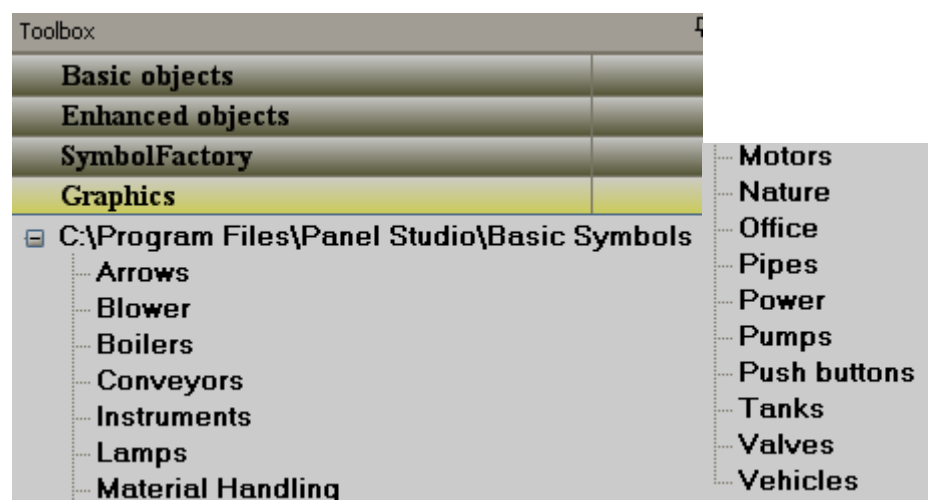 Toolbox
Basic objects
Enhanced objects
SymbolFactory
Graphics
C:\Program Files\Panel Studio\Basic Symbols
Arrows
Blower
Boilers
Conveyors
Instruments
Lamps
Material Handling
Motors
Nature
Office
Pipes
Power
Pumps
Push buttons
Tanks
Valves
Vehicles